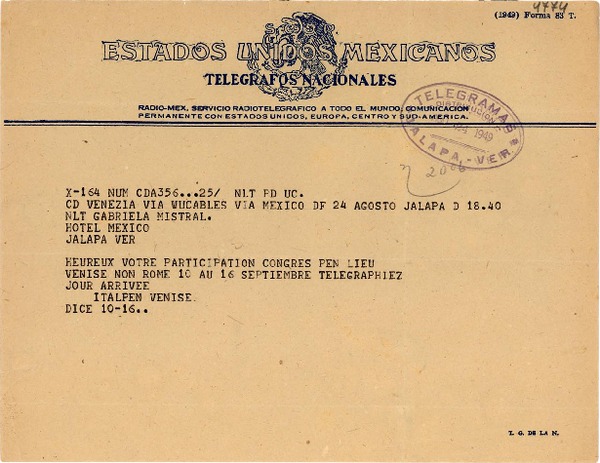 4774
(1949) Forma 83 T.
ESTADOS UNIDOS MEXICANOS
TELEGRAFOS NACIONALES
RADIO-MEX, SERVICIO RADIOTELEGRAFICO A TODO EL MUNDO; COMUNICACION
PERMANENTE CON ESTADOS UNIDOS, EUROPA, CENTRO Y SUD-AMERICA.
TELEGRAMAS
DISTRIBUCION
1949
JALAPA,-VER.
X-164 NUM CDA356...25/ NLT PD UC.
CD VENEZIA VIA WUCABLES VIA MEXICO DF 24 AGOSTO JALAPA D 18.40
NLT GABRIELA MISTRAL.
HOTEL MEXICO
JALAPA VER
HEUREUX VOTRE PARTICIPATION CONGRES PEN LIEU
VENISE NON ROME 10 AU 16 SEPTIEMBRE TELEGRAPHIEZ
JOUR ARRIVEE
ITALPEM VENISE.
DICE 10-16..
T. G. DE LA N.